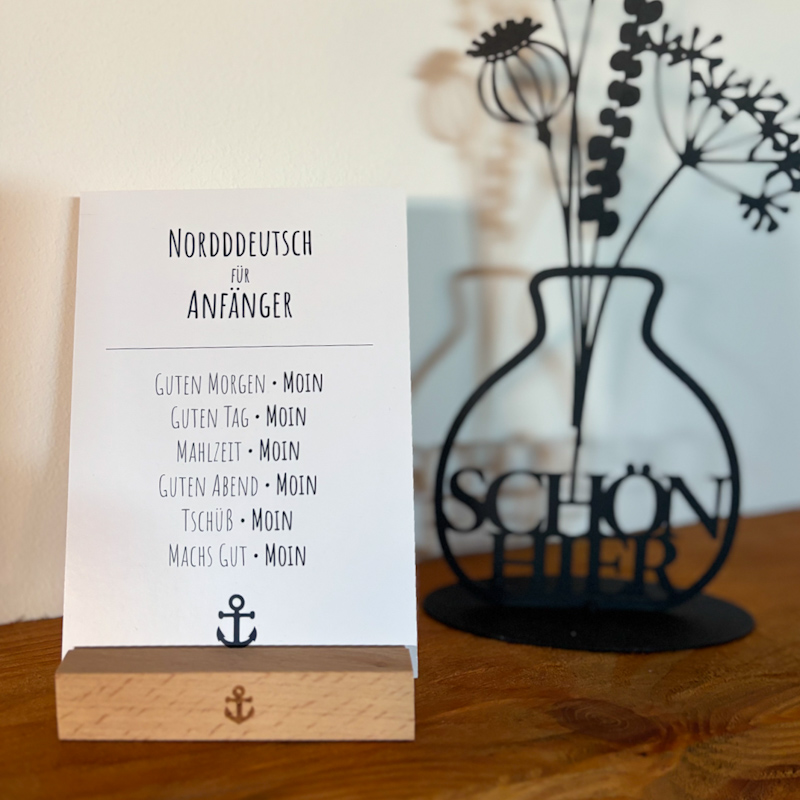 Nordddeutsch
für
Anfänger
Guten Morgen • Moin
Guten Tag • Moin
Mahlzeit • Moin
Guten Abend • Moin
Tschüß • Moin
Machs Gut • Moin
SCHÖN
HIER